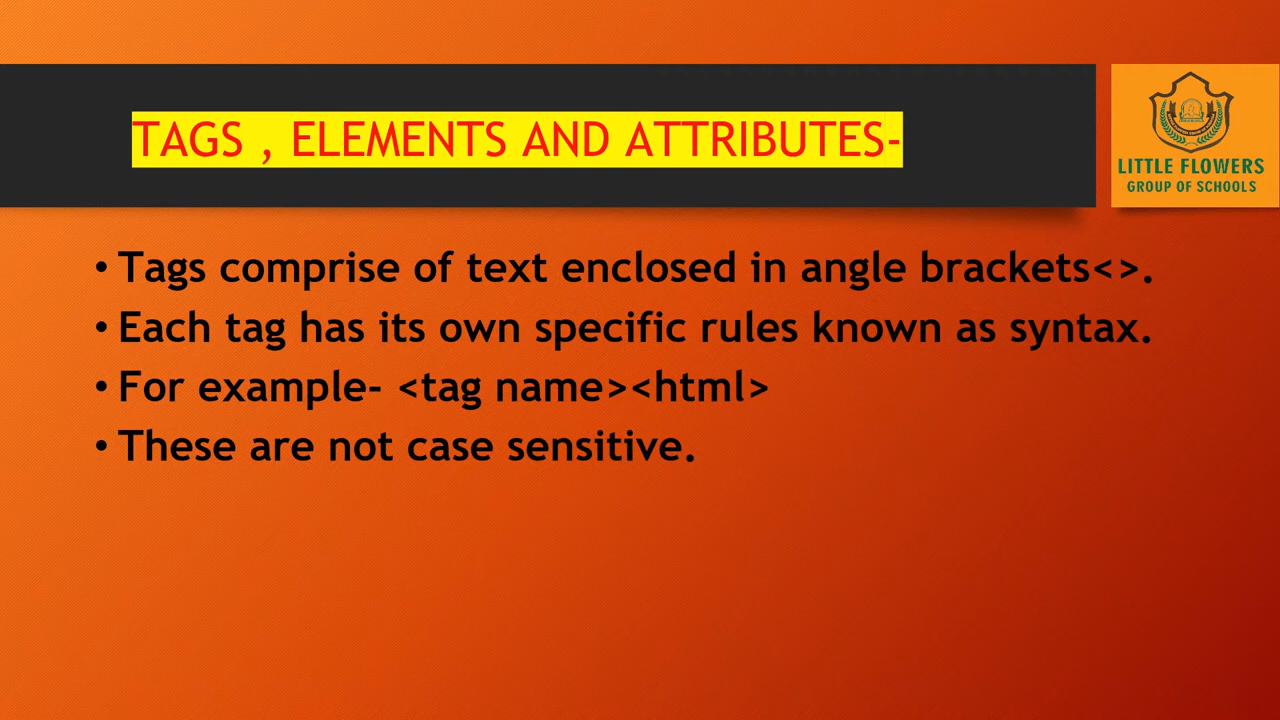 TAGS , ELEMENTS AND ATTRIBUTES-
LITTLE FLOWERS
GROUP OF SCHOOLS
• Tags comprise of text enclosed in angle brackets<>.
• Each tag has its own specific rules known as syntax.
• For example- <tag name><html>
• These are not case sensitive.